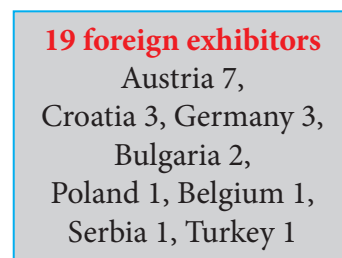 19 foreign exhibitors
Austria 7,
Croatia 3, Germany 3,
Bulgaria 2,
Poland 1, Belgium 1,
Serbia 1, Turkey 1